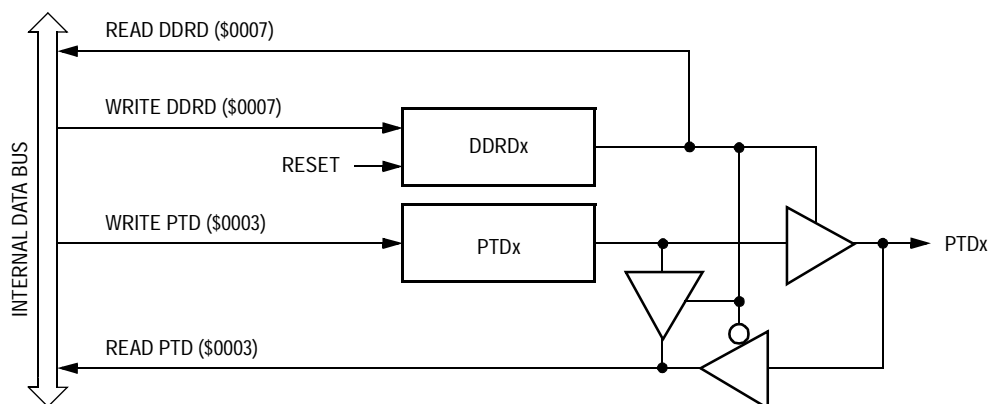 READ DDRD ($0007)
WRITE DDRD ($0007)
DDRDx
RESET
WRITE PTD ($0003)
PTDx
PTDx
READ PTD ($0003)
INTERNAL DATA BUS